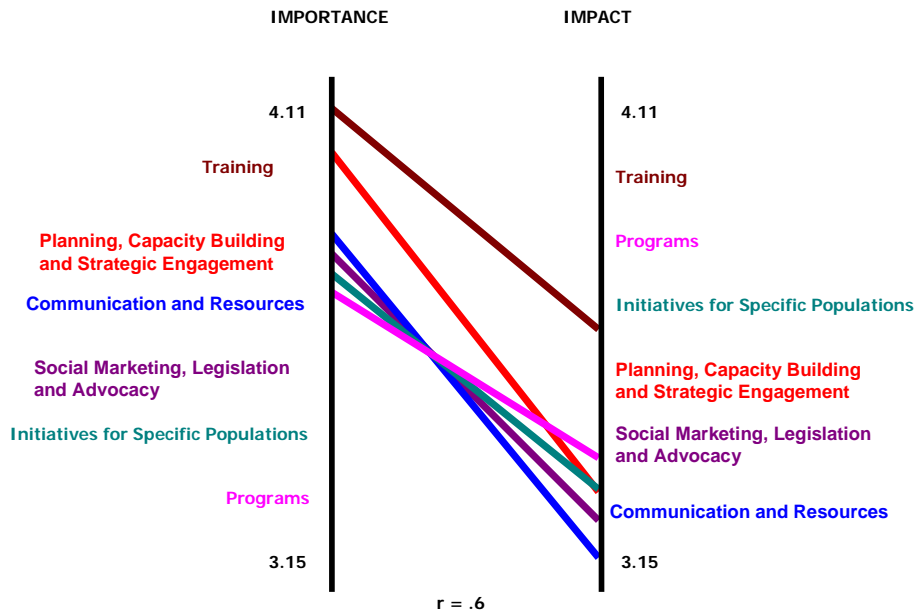 IMPORTANCE
IMPACT
4.11
4.11
Training
Training
Planning, Capacity Building
and Strategic Engagement
Programs
Communication and Resources
Initiatives for Specific Populations
Social Marketing, Legislation
and Advocacy
Planning, Capacity Building
and Strategic Engagement
Initiatives for Specific Populations
Social Marketing, Legislation
and Advocacy
Programs
Communication and Resources
3.15
3.15
r = .6